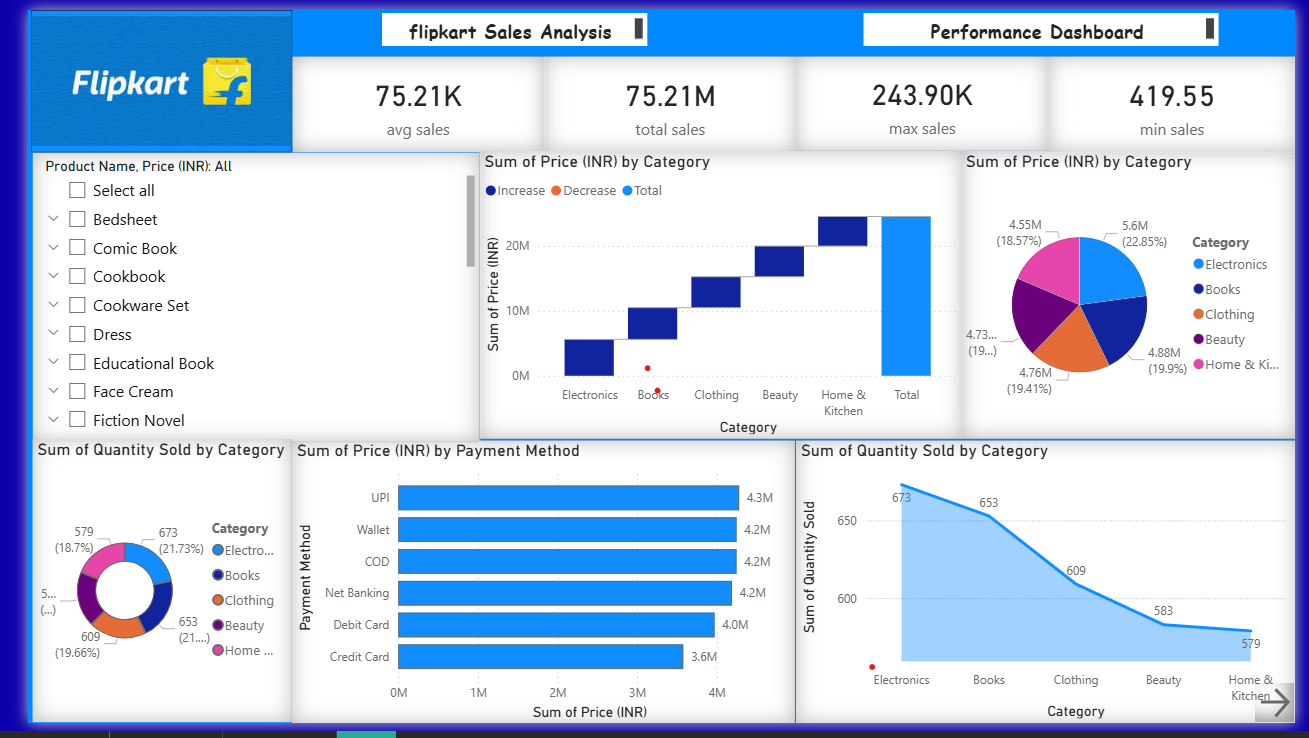 flipkart Sales Analysis
Performance Dashboard
Flipkart
75.21K
avg sales
75.21M
total sales
243.90K
max sales
419.55
min sales
Product Name, Price (INR): All
Select all
Bedsheet
Comic Book
Cookbook
Cookware Set
Dress
Educational Book
Face Cream
Fiction Novel
Sum of Price (INR) by Category
Increase Decrease Total
Sum of Price (INR)
20M
10M
0M
Electronics Books Clothing Beauty Home & Kitchen Total
Category
Sum of Price (INR) by Category
4.55M
(18.57%)
5.6M
(22.85%)
4.73...
(19...)
4.76M
(19.41%)
4.88M
(19.9%)
Category
Electronics
Books
Clothing
Beauty
Home & Ki...
Sum of Quantity Sold by Category
579
(18.7%)
673
(21.73%)
5...
(...)
609
(19.66%)
653
(21....)
Category
Electro...
Books
Clothing
Beauty
Home ...
Sum of Price (INR) by Payment Method
Payment Method
UPI 4.3M
Wallet 4.2M
COD 4.2M
Net Banking 4.2M
Debit Card 4.0M
Credit Card 3.6M
0M 1M 2M 3M 4M
Sum of Price (INR)
Sum of Quantity Sold by Category
Sum of Quantity Sold
650
600
673
653
609
583
579
Electronics Books Clothing Beauty Home & Kitchen
Category